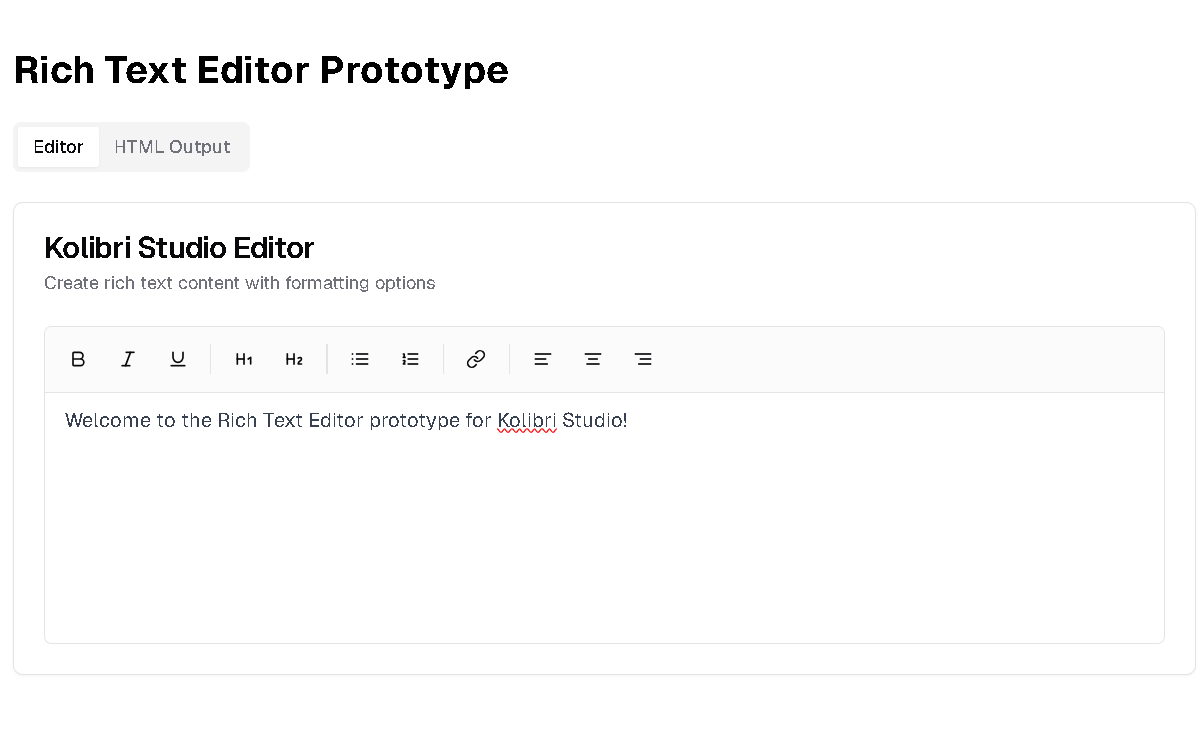 Rich Text Editor Prototype
Editor HTML Output
Kolibri Studio Editor
Create rich text content with formatting options
B I U H1 H2
Welcome to the Rich Text Editor prototype for Kolibri Studio!